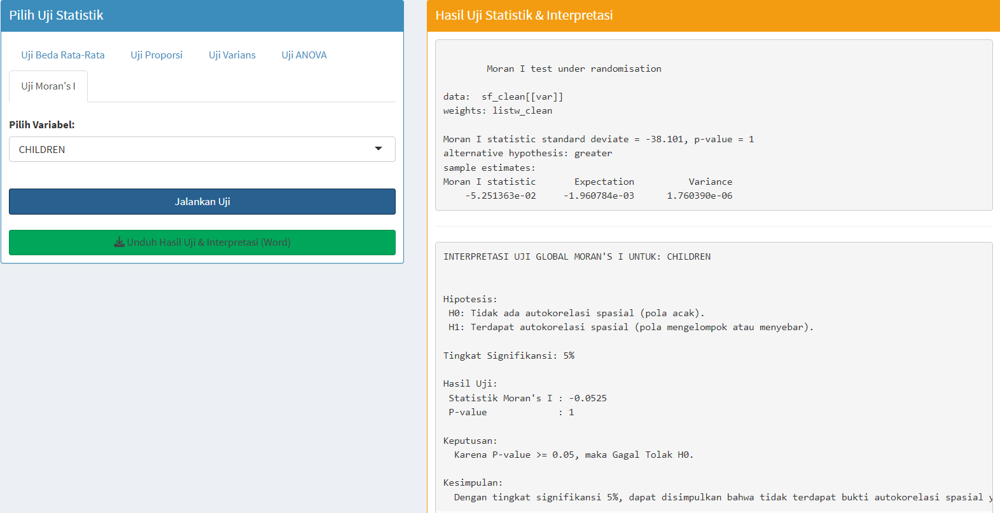 Pilih Uji Statistik
Uji Beda Rata-Rata Uji Proporsi Uji Varians Uji ANOVA
Uji Moran's I
Pilih Variabel:
CHILDREN
Jalankan Uji
Unduh Hasil Uji & Interpretasi (Word)
Hasil Uji Statistik & Interpretasi
Moran I test under randomisation
data:  sf_clean[[var]]
weights: listw_clean
Moran I statistic standard deviate = -38.101, p-value = 1
alternative hypothesis: greater
sample estimates:
Moran I statistic       Expectation          Variance
-5.251363e-02     -1.960784e-03      1.760390e-06
INTERPRETASI UJI GLOBAL MORAN'S I UNTUK: CHILDREN
Hipotesis:
H0: Tidak ada autokorelasi spasial (pola acak).
H1: Terdapat autokorelasi spasial (pola mengelompok atau menyebar).
Tingkat Signifikansi: 5%
Hasil Uji:
Statistik Moran's I : -0.0525
P-value             : 1
Keputusan:
Karena P-value >= 0.05, maka Gagal Tolak H0.
Kesimpulan:
Dengan tingkat signifikansi 5%, dapat disimpulkan bahwa tidak terdapat bukti autokorelasi spasial